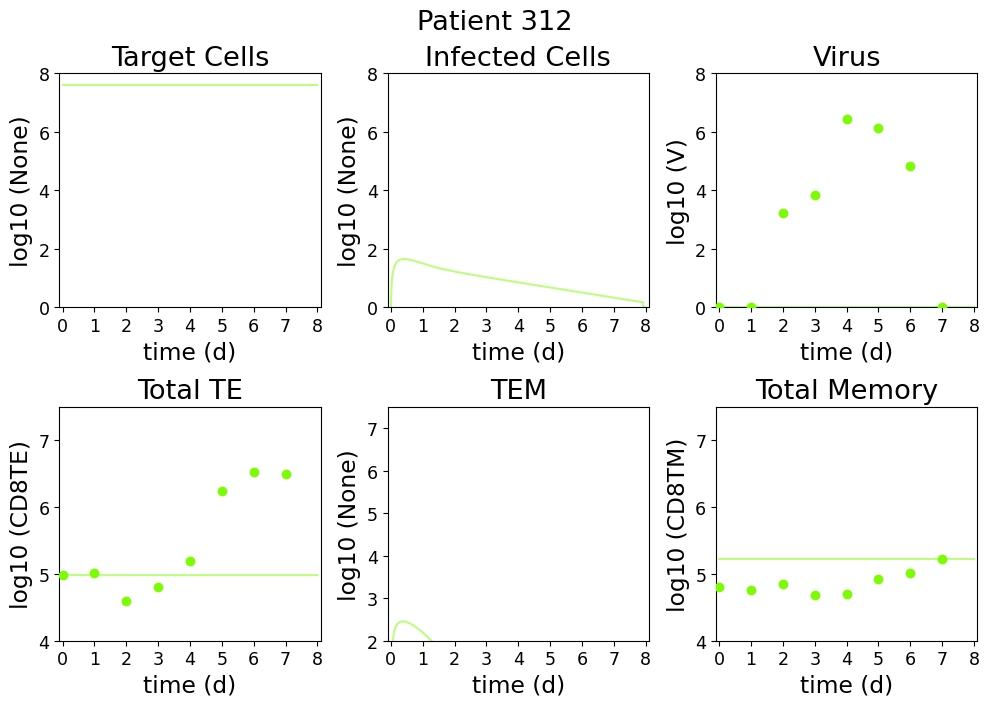 Patient 312
Target Cells
log10 (None)
8
6
4
2
0
0 1 2 3 4 5 6 7 8
time (d)
Infected Cells
log10 (None)
8
6
4
2
0
0 1 2 3 4 5 6 7 8
time (d)
Virus
log10 (V)
8
6
4
2
0
0 1 2 3 4 5 6 7 8
time (d)
Total TE
log10 (CD8TE)
7
6
5
4
0 1 2 3 4 5 6 7 8
time (d)
TEM
log10 (None)
7
6
5
4
3
2
0 1 2 3 4 5 6 7 8
time (d)
Total Memory
log10 (CD8TM)
7
6
5
4
0 1 2 3 4 5 6 7 8
time (d)